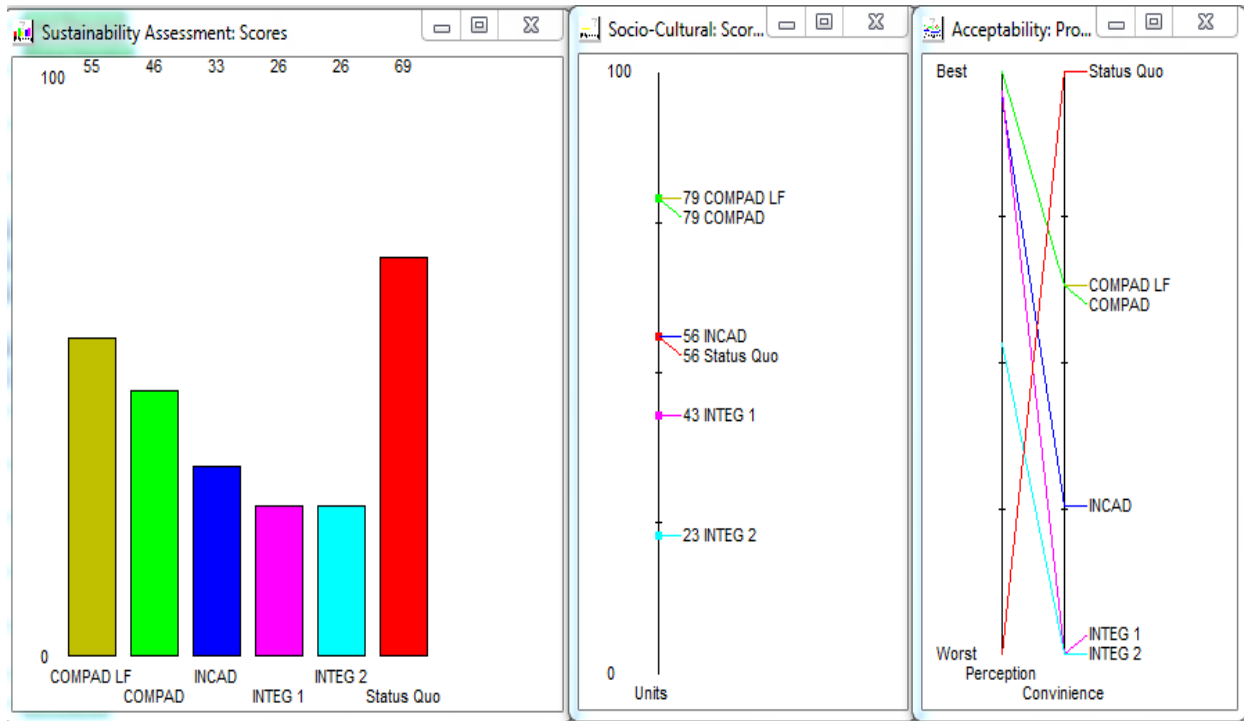 Sustainability Assessment: Scores
100
55
46
33
26
26
69
0
COMPAD LF
COMPAD
INCAD
INTEG 1
INTEG 2
Status Quo
Socio-Cultural: Scor...
100
79 COMPAD LF
79 COMPAD
56 INCAD
56 Status Quo
43 INTEG 1
23 INTEG 2
0
Units
Acceptability: Pro...
Best
Status Quo
COMPAD LF
COMPAD
INCAD
INTEG 1
INTEG 2
Worst
Perception
Convinience